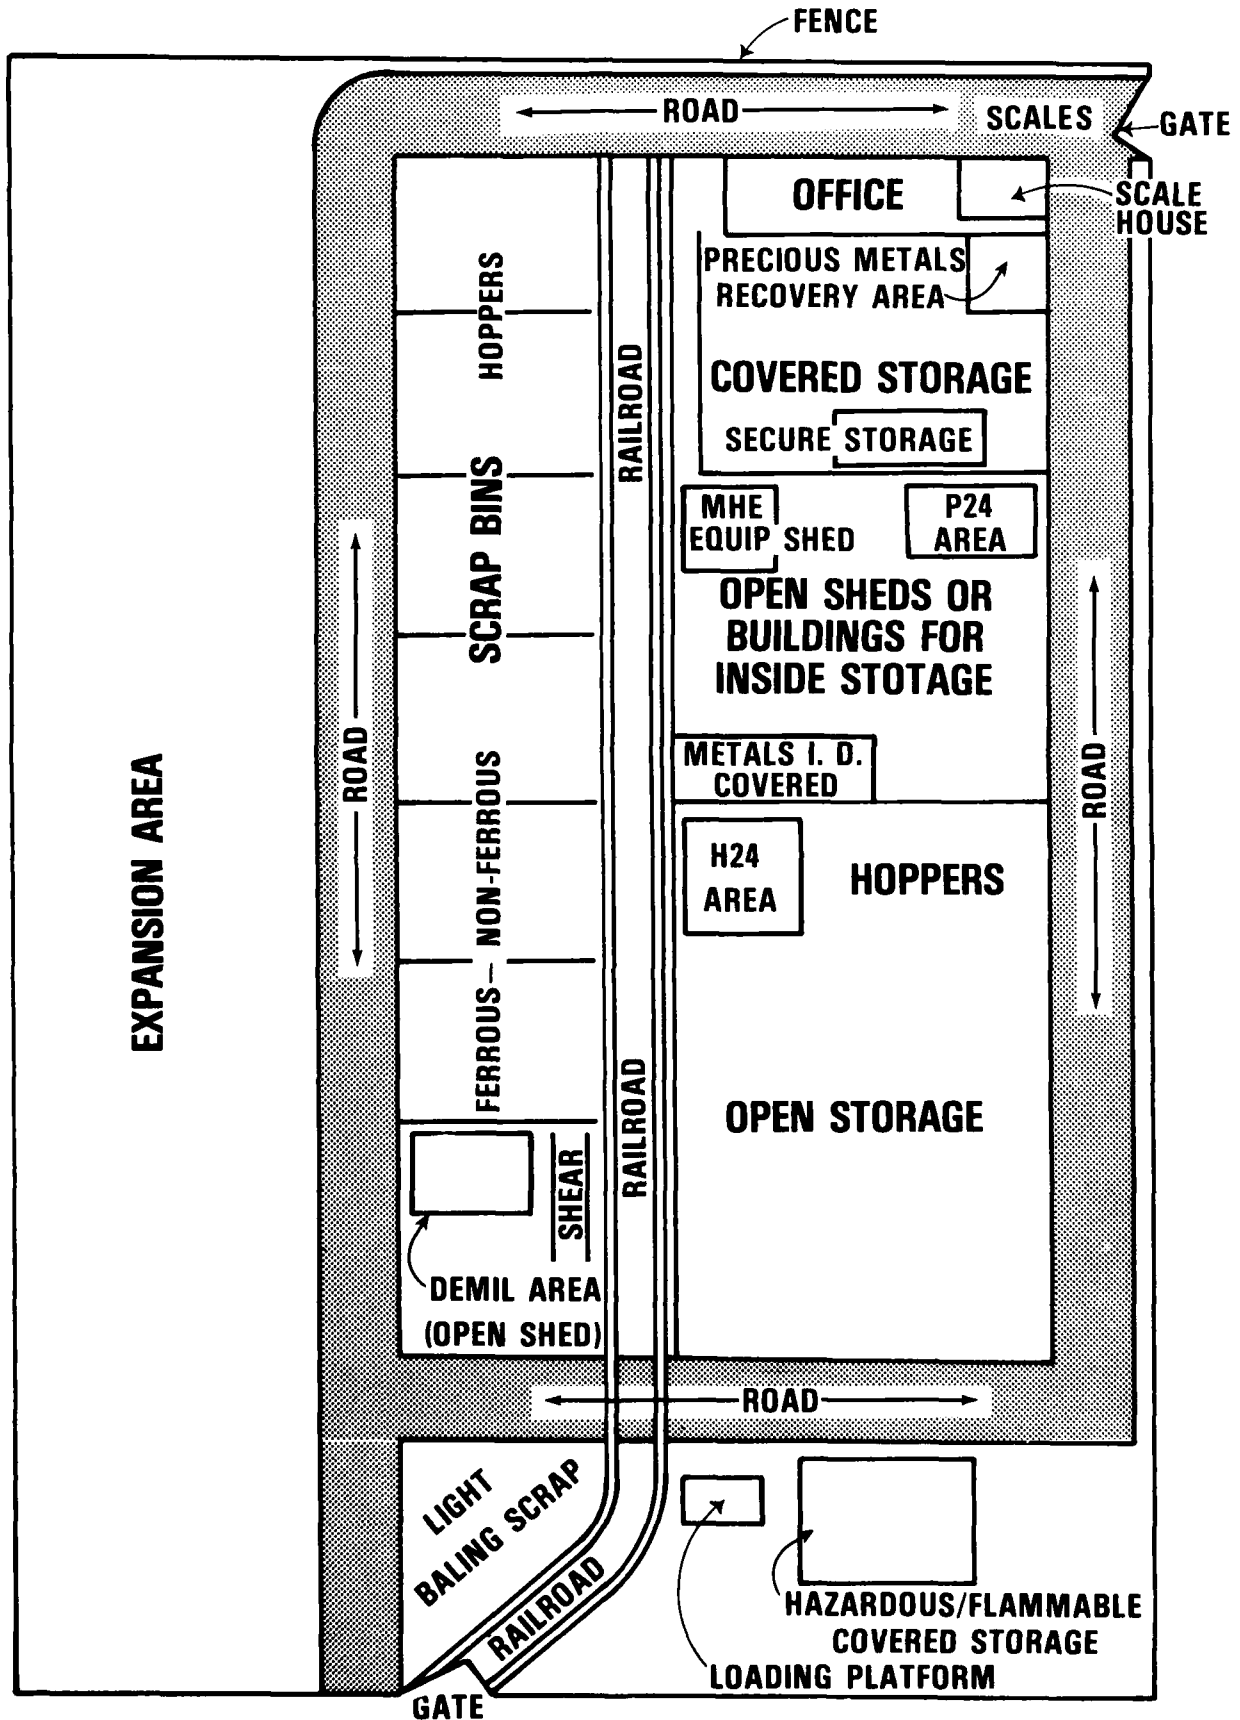 FENCE
ROAD
SCALES
GATE
OFFICE
SCALE
HOUSE
PRECIOUS METALS
RECOVERY AREA
HOPPERS
RAILROAD
COVERED STORAGE
SECURE STORAGE
SCRAP BINS
MHE
EQUIP SHED
P24
AREA
OPEN SHEDS OR
BUILDINGS FOR
INSIDE STOTAGE
ROAD
ROAD
METALS I. D.
COVERED
EXPANSION AREA
FERROUS—NON-FERROUS
H24
AREA
HOPPERS
RAILROAD
OPEN STORAGE
SHEAR
DEMIL AREA
(OPEN SHED)
ROAD
LIGHT
BALING SCRAP
RAILROAD
HAZARDOUS/FLAMMABLE
COVERED STORAGE
LOADING PLATFORM
GATE